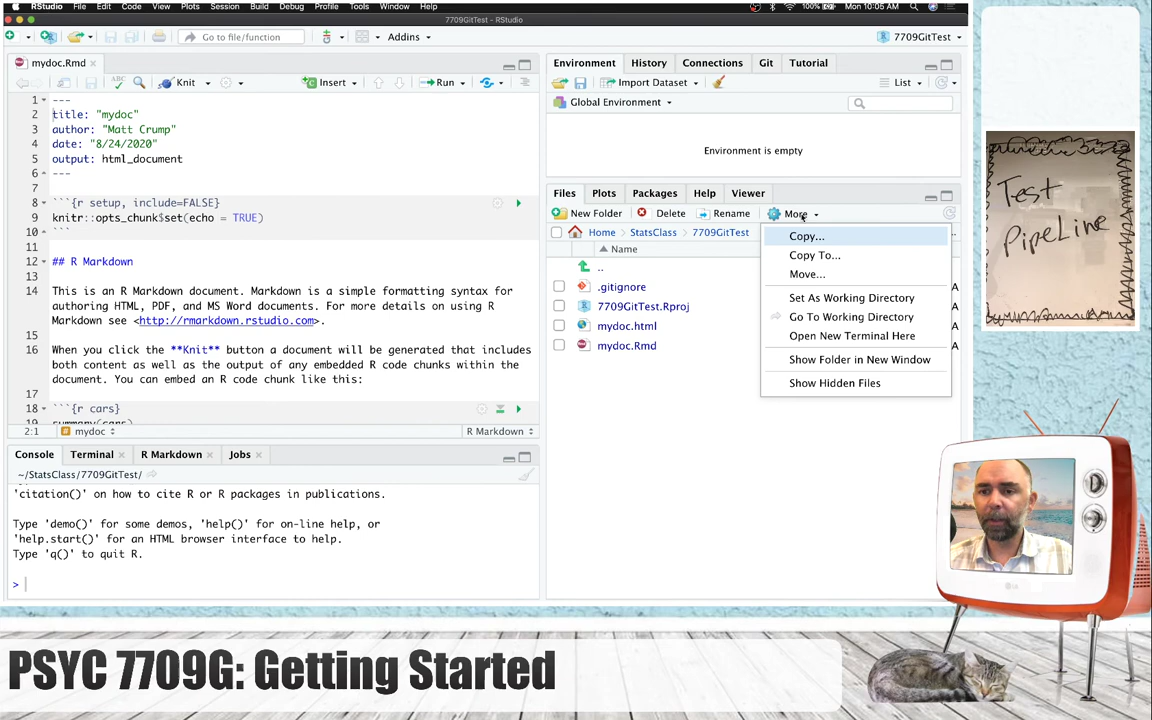 RStudio File Edit Code View Plots Session Build Debug Profile Tools Window Help 100% Mon 10:05 AM
7709GitTest - RStudio
Go to file/function Addins 7709GitTest
mydoc.Rmd
Knit Insert Run
1 ---
2 title: "mydoc"
3 author: "Matt Crump"
4 date: "8/24/2020"
5 output: html_document
6 ---
7
8 ```{r setup, include=FALSE}
9 knitr::opts_chunk$set(echo = TRUE)
10 ```
11
12 ## R Markdown
13
14 This is an R Markdown document. Markdown is a simple formatting syntax for
authoring HTML, PDF, and MS Word documents. For more details on using R
Markdown see <http://rmarkdown.rstudio.com>.
15
16 When you click the **Knit** button a document will be generated that includes
both content as well as the output of any embedded R code chunks within the
document. You can embed an R code chunk like this:
17
18 ```{r cars}
19 summary(cars)
2:1 mydoc R Markdown
Console Terminal R Markdown Jobs
~/StatsClass/7709GitTest/
'citation()' on how to cite R or R packages in publications.
Type 'demo()' for some demos, 'help()' for on-line help, or
'help.start()' for an HTML browser interface to help.
Type 'q()' to quit R.
>
Environment History Connections Git Tutorial
Import Dataset List
Global Environment
Environment is empty
Files Plots Packages Help Viewer
New Folder Delete Rename More
Home StatsClass 7709GitTest
Name
..
.gitignore
7709GitTest.Rproj
mydoc.html
mydoc.Rmd
Copy...
Copy To...
Move...
Set As Working Directory
Go To Working Directory
Open New Terminal Here
Show Folder in New Window
Show Hidden Files
Test
PipeLine
LG
PSYC 7709G: Getting Started